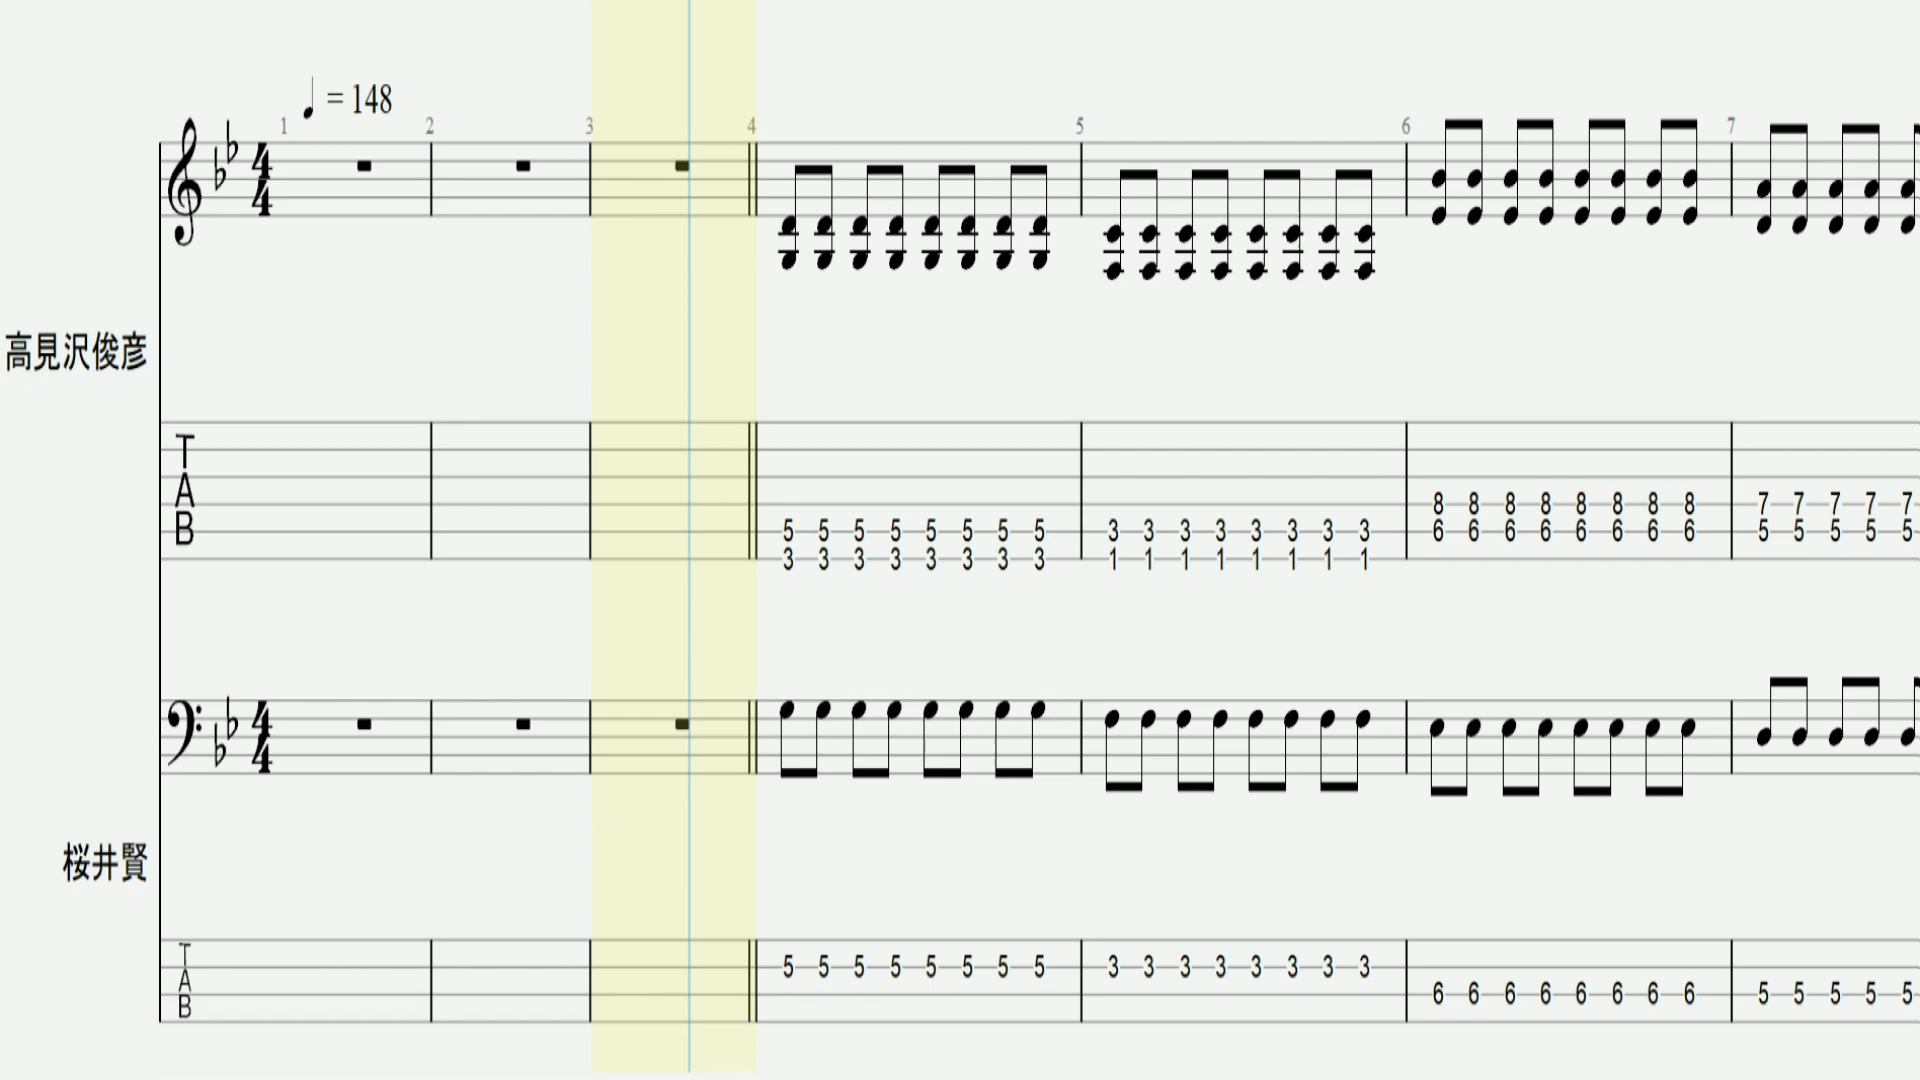 = 148
1 2 3 4 5 6 7
4 4
高見沢俊彦
T A B
8 8 8 8 8 8 8 8 7 7 7 7 7
5 5 5 5 5 5 5 5 3 3 3 3 3 3 3 3 6 6 6 6 6 6 6 6 5 5 5 5 5
3 3 3 3 3 3 3 3 1 1 1 1 1 1 1 1
4 4
桜井賢
T A B
5 5 5 5 5 5 5 5 3 3 3 3 3 3 3 3
6 6 6 6 6 6 6 6 5 5 5 5 5